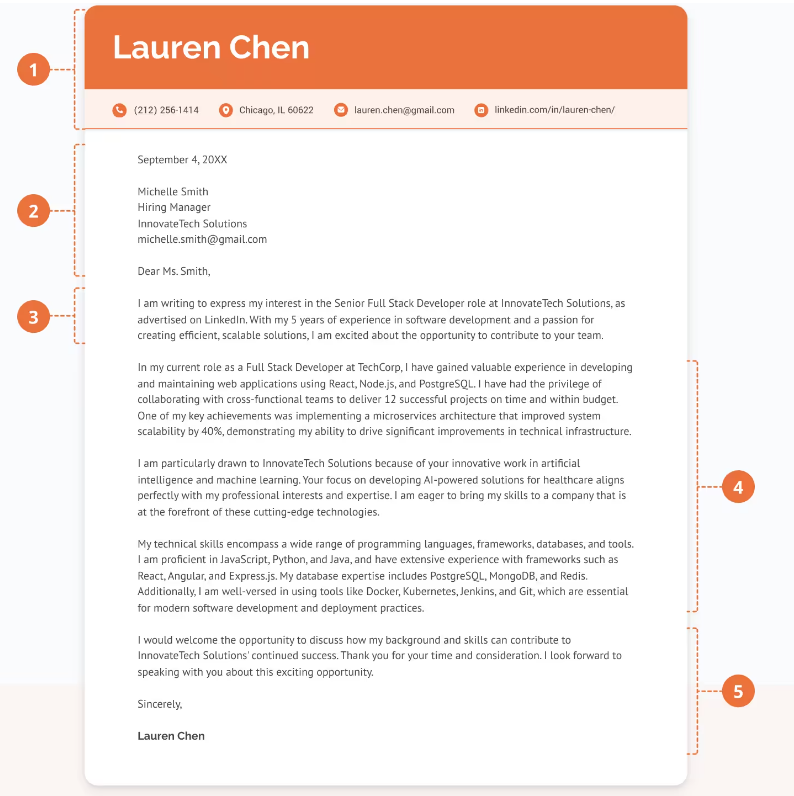 Lauren Chen
(212) 256-1414 Chicago, IL 60622 lauren.chen@gmail.com linkedin.com/in/lauren-chen/
1
September 4, 20XX
Michelle Smith
Hiring Manager
2
InnovateTech Solutions
michelle.smith@gmail.com
Dear Ms. Smith,
I am writing to express my interest in the Senior Full Stack Developer role at InnovateTech Solutions, as
3
advertised on LinkedIn. With my 5 years of experience in software development and a passion for
creating efficient, scalable solutions, I am excited about the opportunity to contribute to your team.
In my current role as a Full Stack Developer at TechCorp, I have gained valuable experience in developing
and maintaining web applications using React, Node.js, and PostgreSQL. I have had the privilege of
collaborating with cross-functional teams to deliver 12 successful projects on time and within budget.
One of my key achievements was implementing a microservices architecture that improved system
scalability by 40%, demonstrating my ability to drive significant improvements in technical infrastructure.
I am particularly drawn to InnovateTech Solutions because of your innovative work in artificial
intelligence and machine learning. Your focus on developing AI-powered solutions for healthcare aligns
4
perfectly with my professional interests and expertise. I am eager to bring my skills to a company that is
at the forefront of these cutting-edge technologies.
My technical skills encompass a wide range of programming languages, frameworks, databases, and tools.
I am proficient in JavaScript, Python, and Java, and have extensive experience with frameworks such as
React, Angular, and Express.js. My database expertise includes PostgreSQL, MongoDB, and Redis.
Additionally, I am well-versed in using tools like Docker, Kubernetes, Jenkins, and Git, which are essential
for modern software development and deployment practices.
I would welcome the opportunity to discuss how my background and skills can contribute to
InnovateTech Solutions' continued success. Thank you for your time and consideration. I look forward to
speaking with you about this exciting opportunity.
5
Sincerely,
Lauren Chen